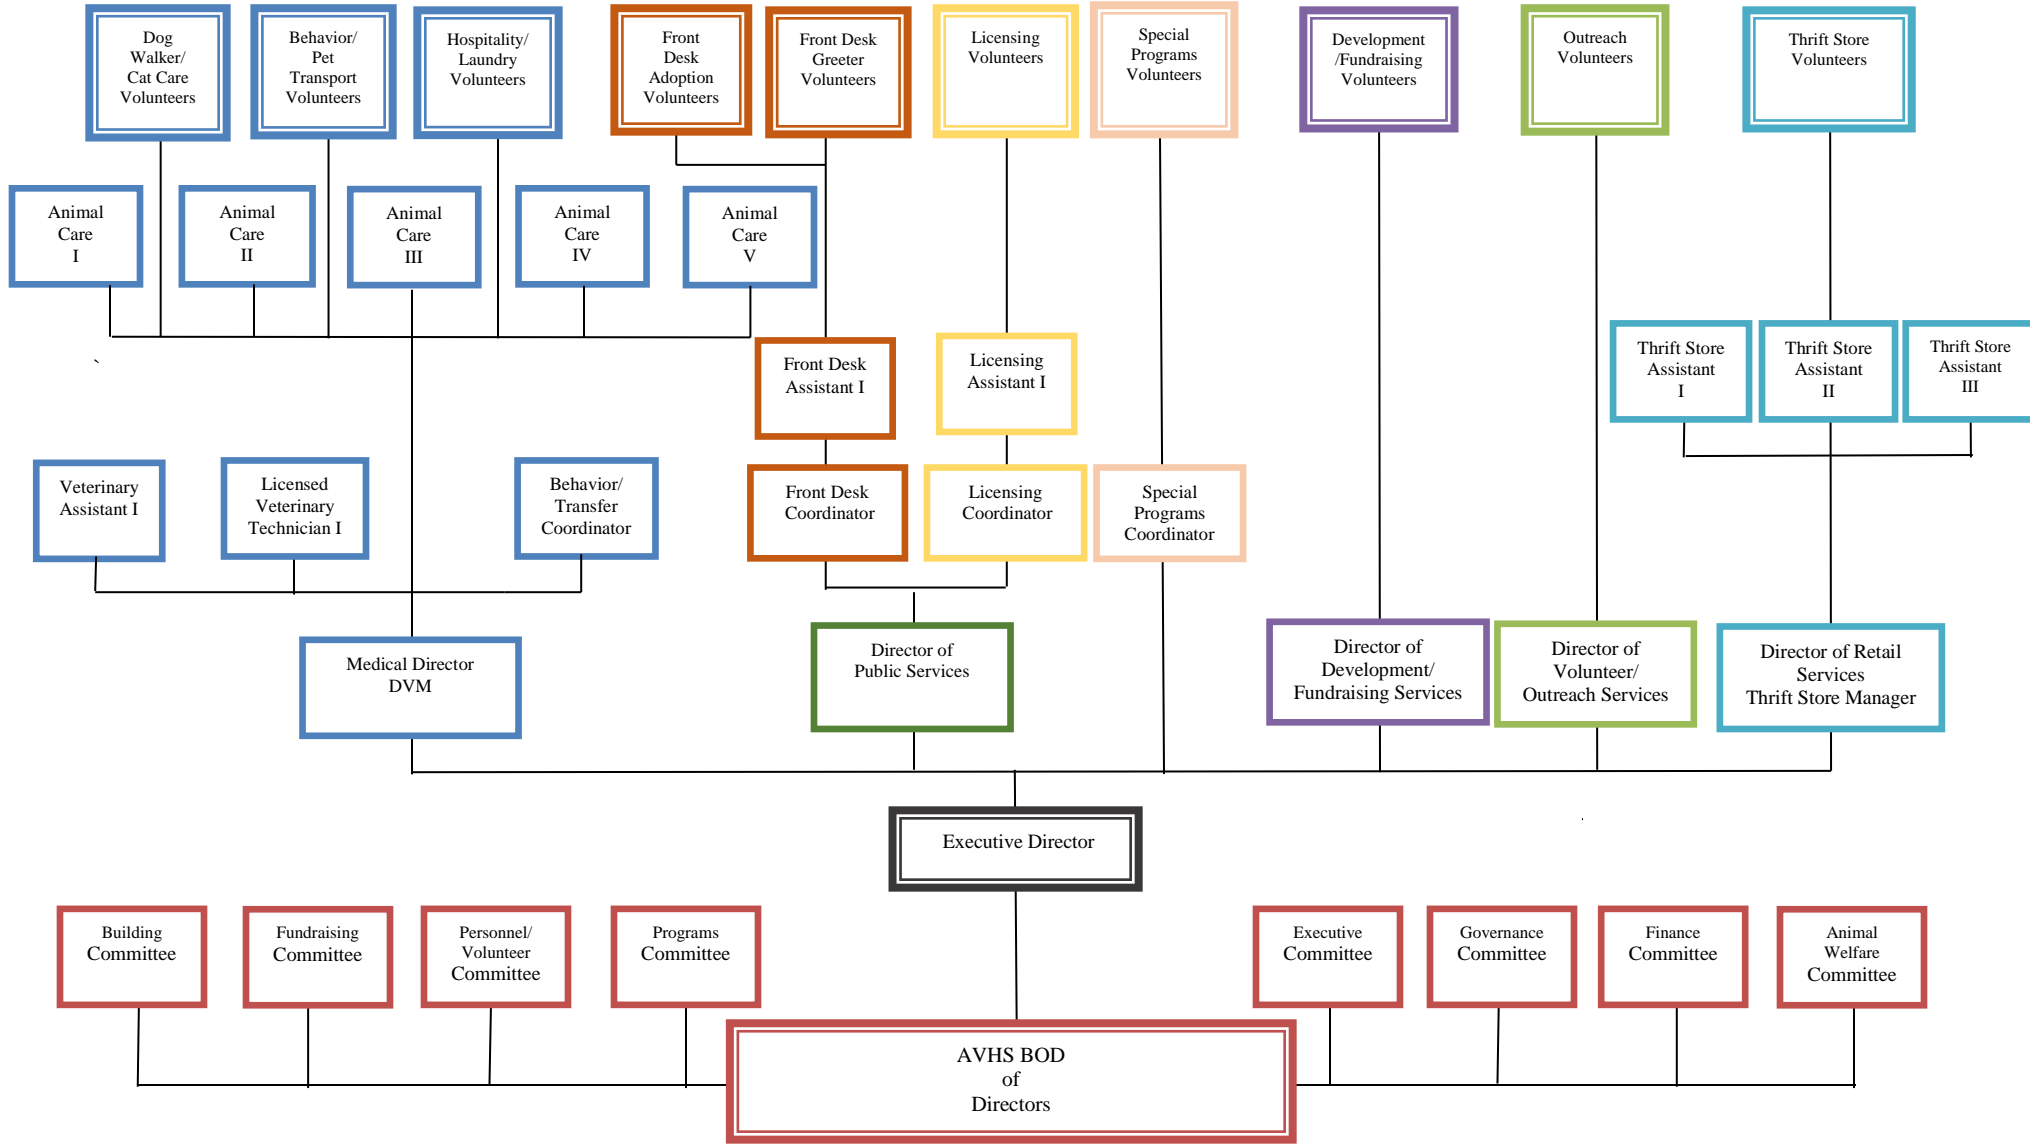 Dog
Walker/
Cat Care
Volunteers
Behavior/
Pet
Transport
Volunteers
Hospitality/
Laundry
Volunteers
Front
Desk
Adoption
Volunteers
Front Desk
Greeter
Volunteers
Licensing
Volunteers
Special
Programs
Volunteers
Development
/Fundraising
Volunteers
Outreach
Volunteers
Thrift Store
Volunteers
Animal
Care
I
Animal
Care
II
Animal
Care
III
Animal
Care
IV
Animal
Care
V
Front Desk
Assistant I
Licensing
Assistant I
Thrift Store
Assistant
I
Thrift Store
Assistant
II
Thrift Store
Assistant
III
`
Veterinary
Assistant I
Licensed
Veterinary
Technician I
Behavior/
Transfer
Coordinator
Front Desk
Coordinator
Licensing
Coordinator
Special
Programs
Coordinator
Medical Director
DVM
Director of
Public Services
Director of
Development/
Fundraising Services
Director of
Volunteer/
Outreach Services
Director of Retail
Services
Thrift Store Manager
Executive Director
Building
Committee
Fundraising
Committee
Personnel/
Volunteer
Committee
Programs
Committee
Executive
Committee
Governance
Committee
Finance
Committee
Animal
Welfare
Committee
AVHS BOD
of
Directors